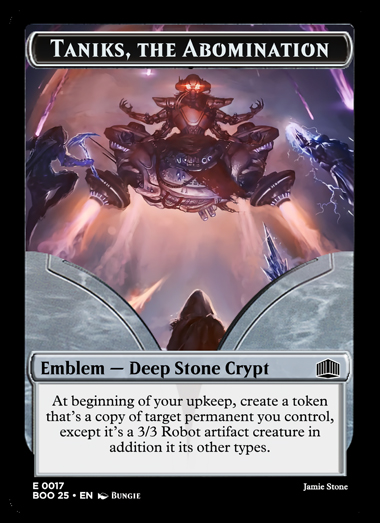 Taniks, the Abomination
Emblem — Deep Stone Crypt
At beginning of your upkeep, create a token
that's a copy of target permanent you control,
except it's a 3/3 Robot artifact creature in
addition it its other types.
E 0017
BOO 25 • EN Bungie
Jamie Stone